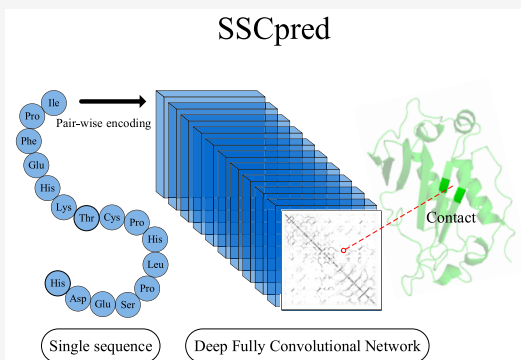 SSCpred
Ile
Pro
Pair-wise encoding
Phe
Glu
His
Lys
Thr
Cys
Pro
His
Leu
Pro
Ser
Glu
Asp
His
Contact
Single sequence
Deep Fully Convolutional Network